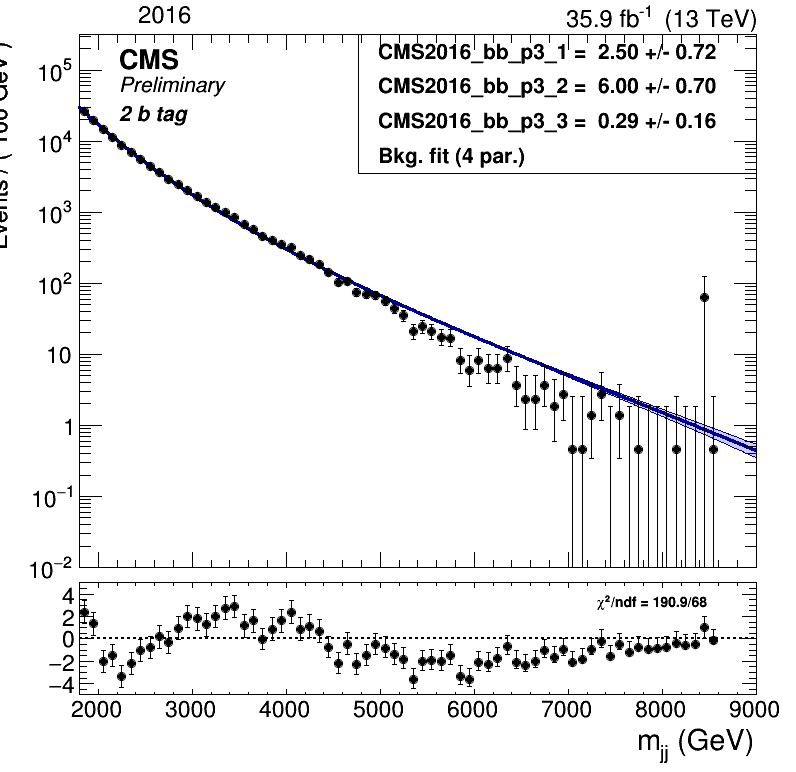 2016
35.9 fb⁻¹ (13 TeV)
CMS
Preliminary
2 b tag
CMS2016_bb_p3_1 = 2.50 +/- 0.72
CMS2016_bb_p3_2 = 6.00 +/- 0.70
CMS2016_bb_p3_3 = 0.29 +/- 0.16
Bkg. fit (4 par.)
10⁵
10⁴
10³
10²
10
1
10⁻¹
10⁻²
χ²/ndf = 190.9/68
4
2
0
−2
−4
2000 3000 4000 5000 6000 7000 8000 9000
m_jj (GeV)